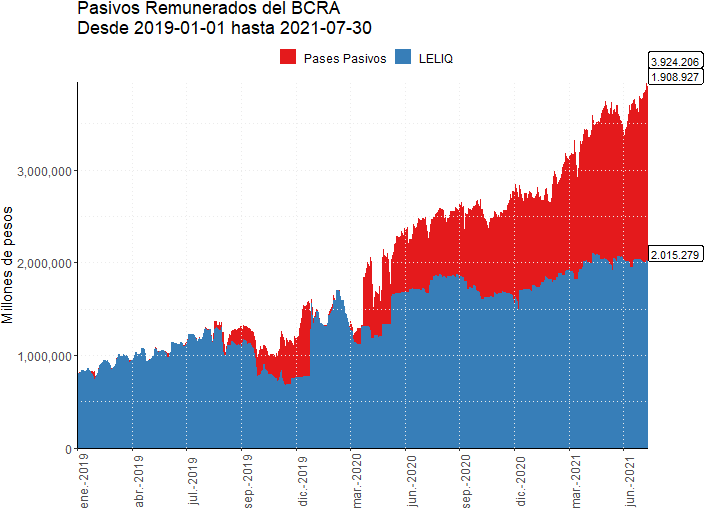 Pasivos Remunerados del BCRA
Desde 2019-01-01 hasta 2021-07-30
Pases Pasivos
LELIQ
3.924.206
1.908.927
2.015.279
Millones de pesos
3,000,000
2,000,000
1,000,000
0
ene.-2019
abr.-2019
jul.-2019
sep.-2019
dic.-2019
mar.-2020
jun.-2020
sep.-2020
dic.-2020
mar.-2021
jun.-2021